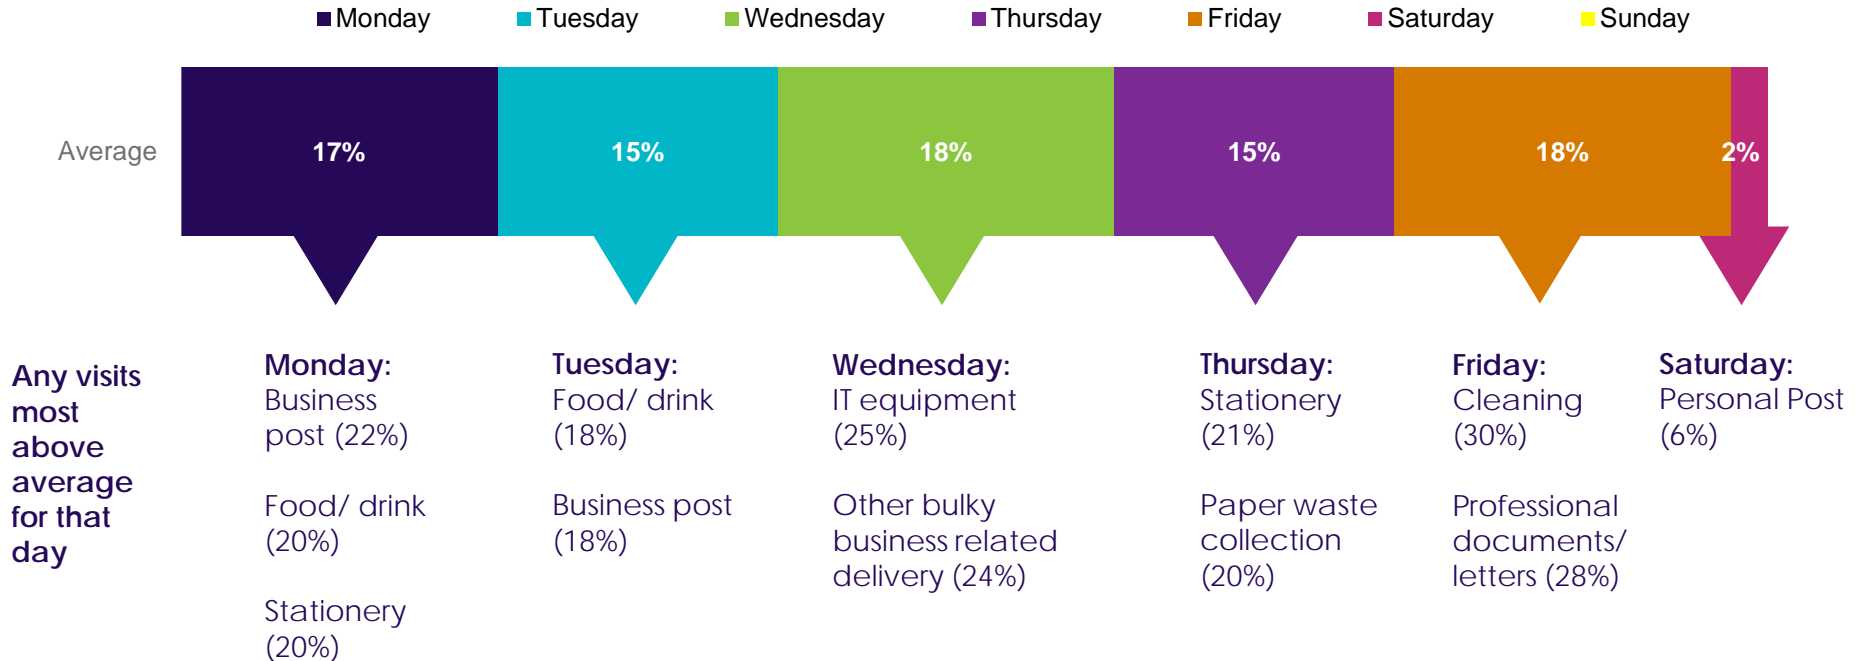 Monday Tuesday Wednesday Thursday Friday Saturday Sunday
Average 17% 15% 18% 15% 18% 2%
Any visits
most
above
average
for that
day
Monday:
Business
post (22%)
Food/ drink
(20%)
Stationery
(20%)
Tuesday:
Food/ drink
(18%)
Business post
(18%)
Wednesday:
IT equipment
(25%)
Other bulky
business related
delivery (24%)
Thursday:
Stationery
(21%)
Paper waste
collection
(20%)
Friday:
Cleaning
(30%)
Professional
documents/
letters (28%)
Saturday:
Personal Post
(6%)